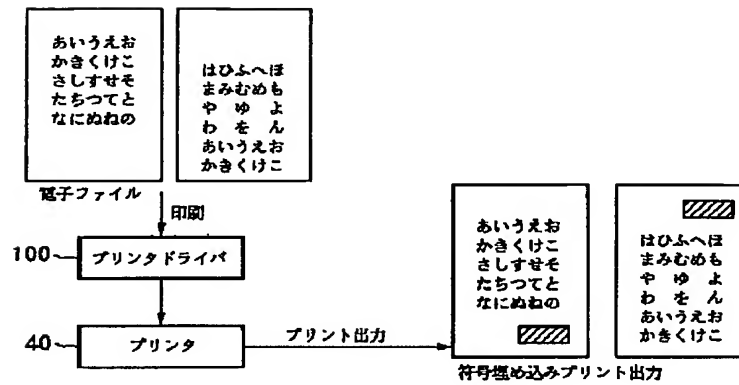 あいうえお
かきくけこ
さしすせそ
たちつてと
なにぬねの
はひふへほ
まみむめも
や ゆ よ
わ を ん
あいうえお
かきくけこ
電子ファイル
印刷
100
プリンタドライバ
40
プリンタ
プリント出力
あいうえお
かきくけこ
さしすせそ
たちつてと
なにぬねの
はひふへほ
まみむめも
や ゆ よ
わ を ん
あいうえお
かきくけこ
符号埋め込みプリント出力